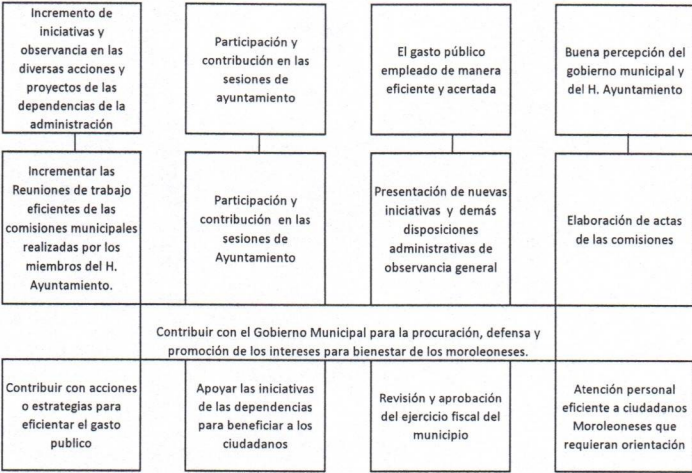 Incremento de
iniciativas y
observancia en las
diversas acciones y
proyectos de las
dependencias de la
administración
Participación y
contribución en las
sesiones de
ayuntamiento
El gasto público
empleado de manera
eficiente y acertada
Buena percepción del
gobierno municipal y
del H. Ayuntamiento
Incrementar las
Reuniones de trabajo
eficientes de las
comisiones municipales
realizadas por los
miembros del H.
Ayuntamiento.
Participación y
contribución en las
sesiones de
Ayuntamiento
Presentación de nuevas
iniciativas y demás
disposiciones
administrativas de
observancia general
Elaboración de actas
de las comisiones
Contribuir con el Gobierno Municipal para la procuración, defensa y
promoción de los intereses para bienestar de los moroleoneses.
Contribuir con acciones
o estrategias para
eficientar el gasto
publico
Apoyar las iniciativas
de las dependencias
para beneficiar a los
ciudadanos
Revisión y aprobación
del ejercicio fiscal del
municipio
Atención personal
eficiente a ciudadanos
Moroleoneses que
requieran orientación